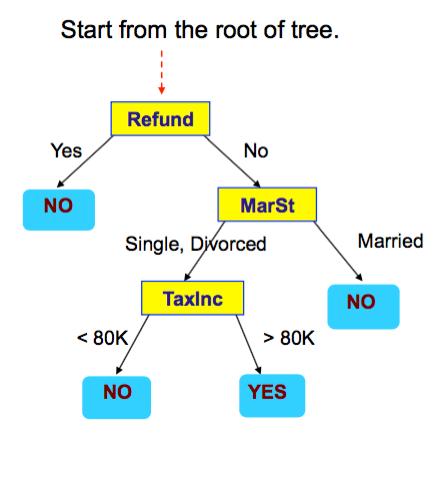 Start from the root of tree.
Refund
Yes
No
NO
MarSt
Single, Divorced
Married
TaxInc
NO
< 80K
> 80K
NO
YES